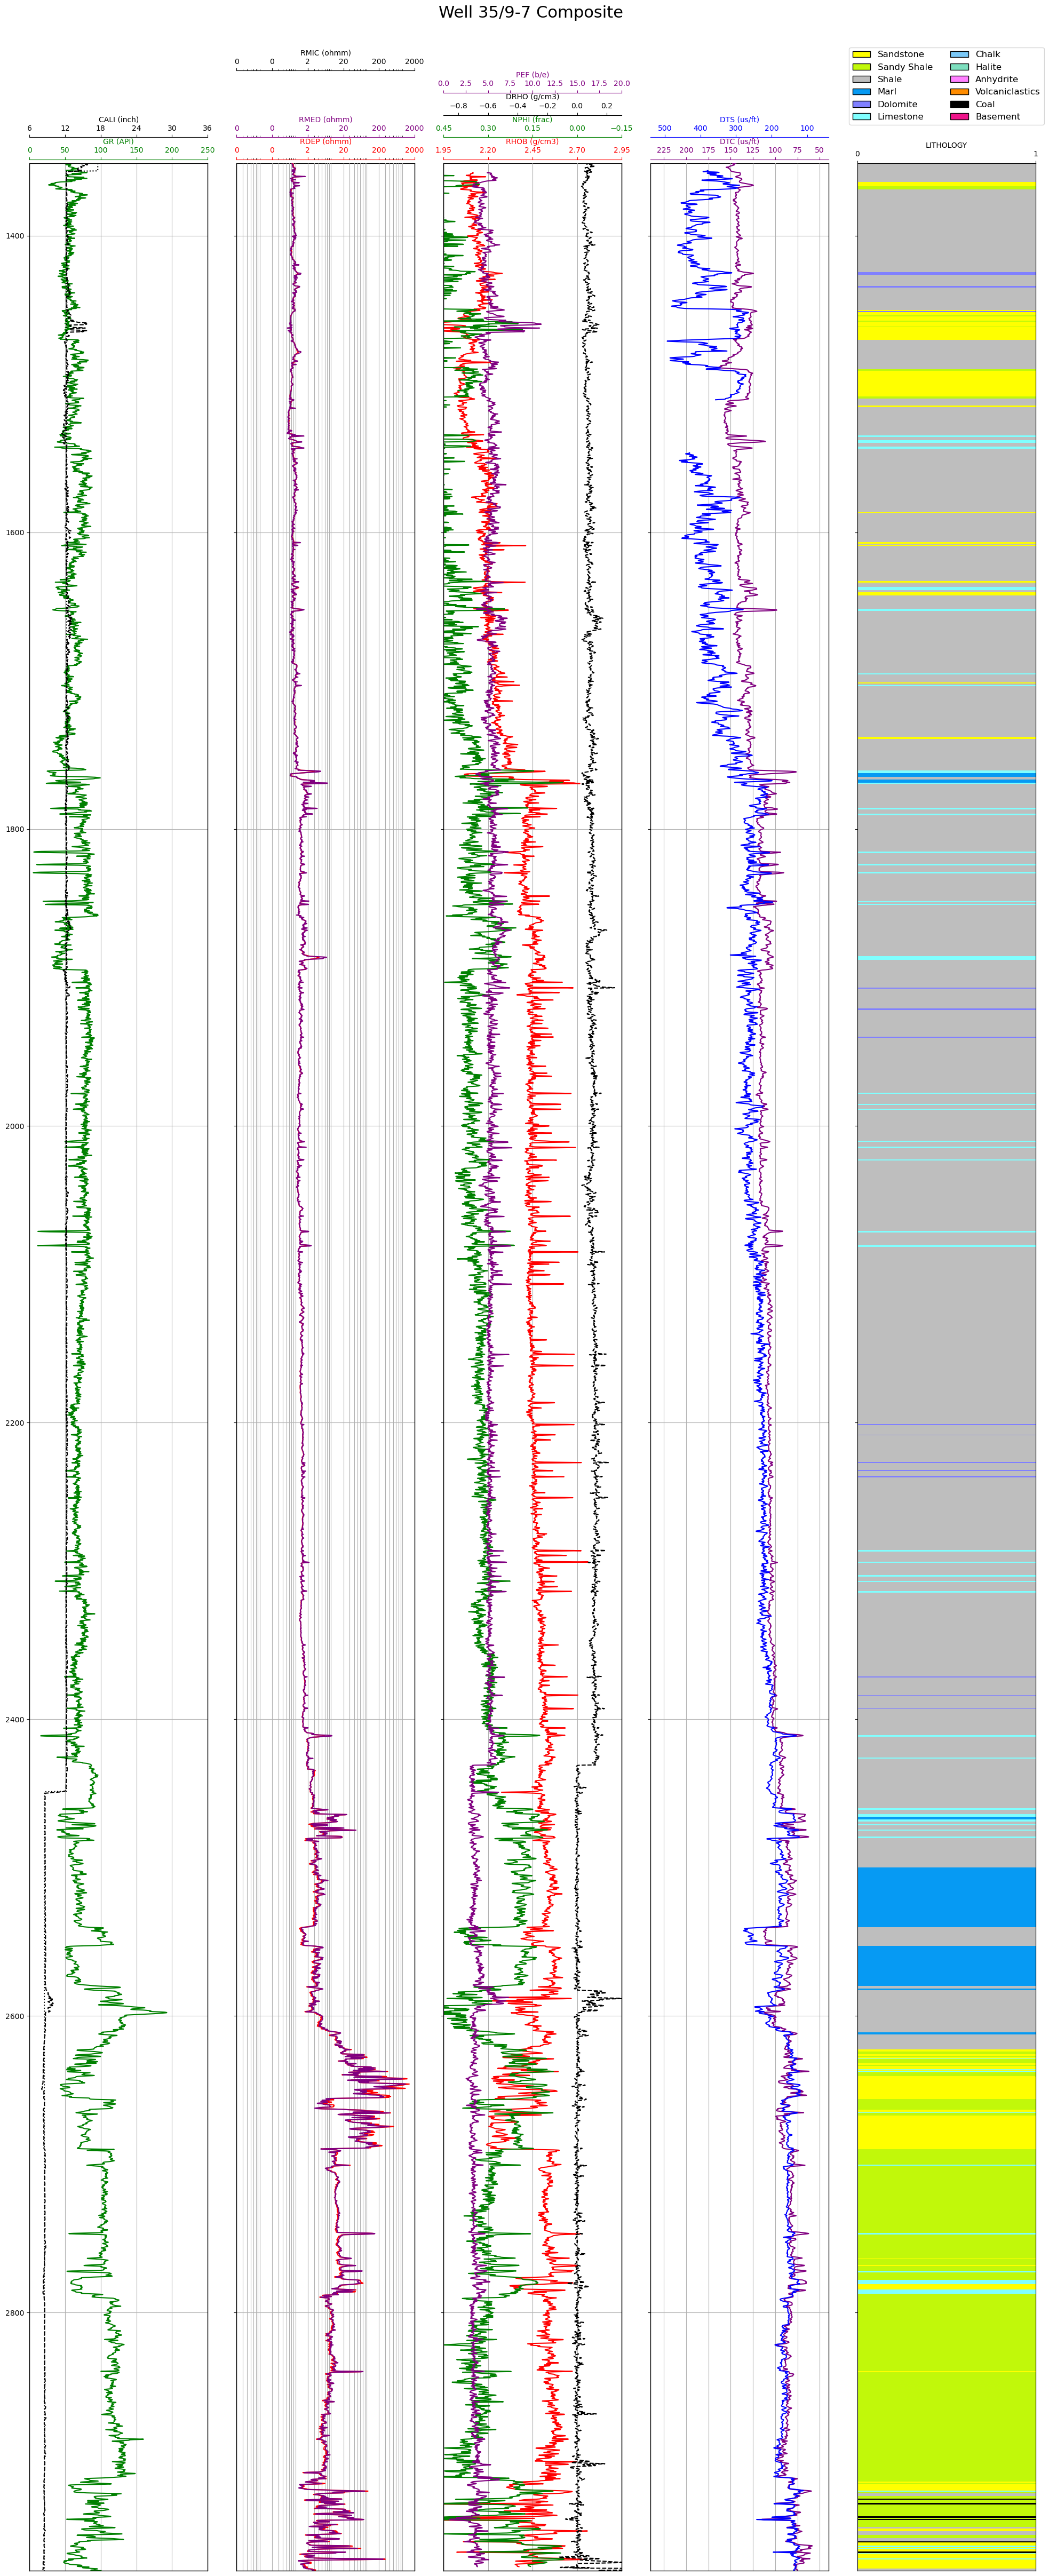 Well 35/9-7 Composite
Sandstone Chalk
Sandy Shale Halite
Shale Anhydrite
Marl Volcaniclastics
Dolomite Coal
Limestone Basement
RMIC (ohmm)
0 0 2 20 200 2000
PEF (b/e)
0.0 2.5 5.0 7.5 10.0 12.5 15.0 17.5 20.0
DRHO (g/cm3)
−0.8 −0.6 −0.4 −0.2 0.0 0.2
CALI (inch) RMED (ohmm) NPHI (frac) DTS (us/ft)
6 12 18 24 30 36
0 0 2 20 200 2000
0.45 0.30 0.15 0.00 −0.15
500 400 300 200 100
GR (API) RDEP (ohmm) RHOB (g/cm3) DTC (us/ft) LITHOLOGY
0 50 100 150 200 250
0 0 2 20 200 2000
1.95 2.20 2.45 2.70 2.95
225 200 175 150 125 100 75 50
0 1
1400
1600
1800
2000
2200
2400
2600
2800